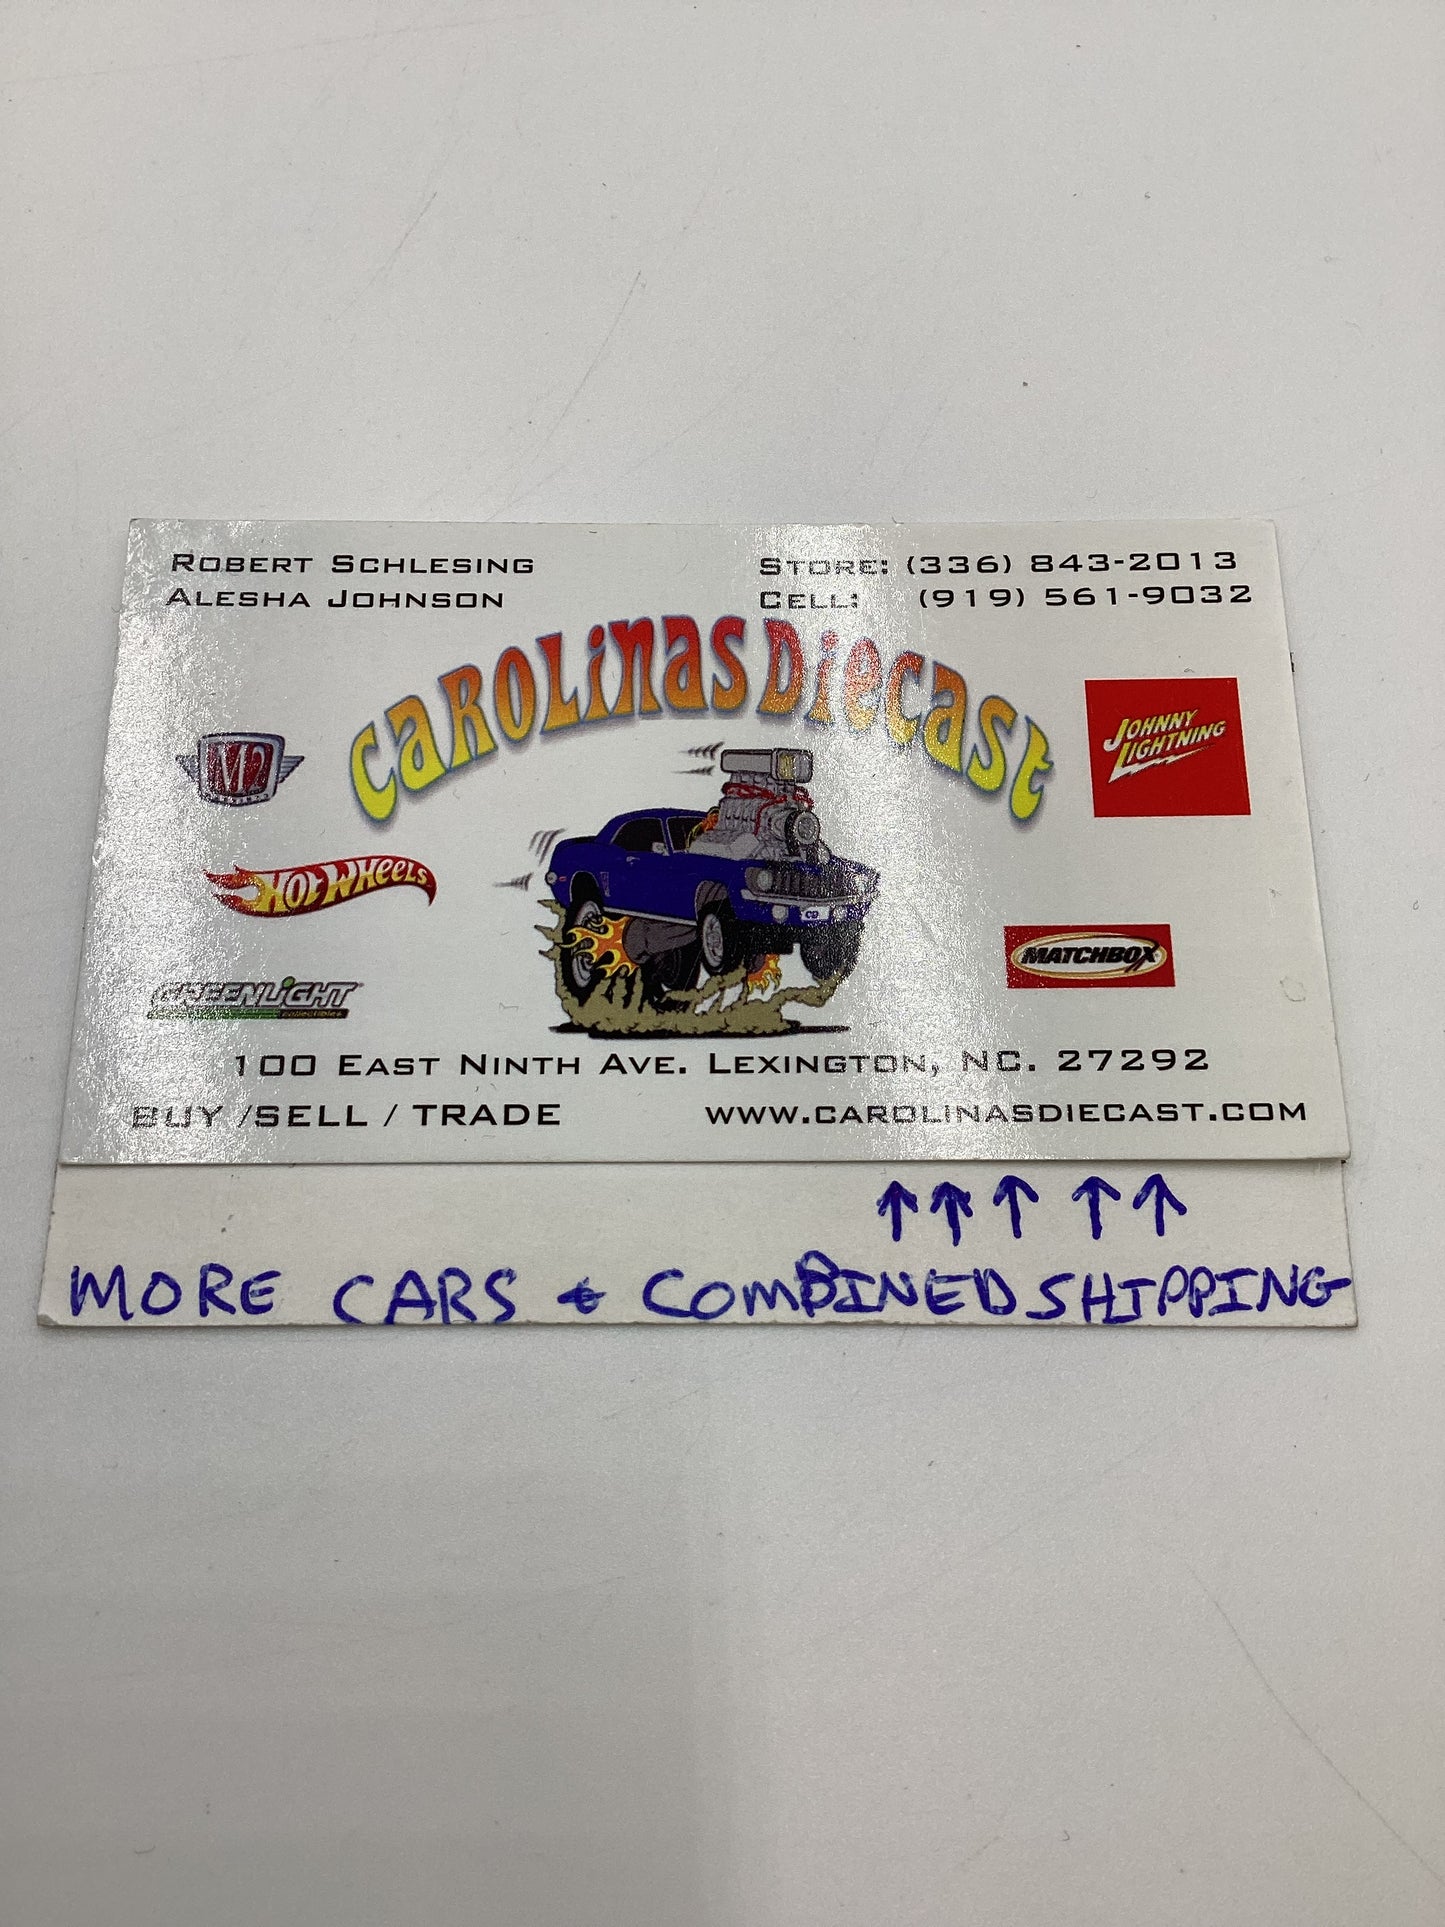 ROBERT SCHLESING
ALESHA JOHNSON
STORE: (336) 843-2013
CELL: (919) 561-9032
CAROLINAS DIECAST
M2
JOHNNY LIGHTNING
HOT WHEELS
CD
MATCHBOX
GREENLIGHT
collectibles
100 EAST NINTH AVE. LEXINGTON, NC. 27292
BUY /SELL / TRADE
WWW.CAROLINASDIECAST.COM
↑ ↑ ↑ ↑ ↑
MORE CARS & COMBINED SHIPPING